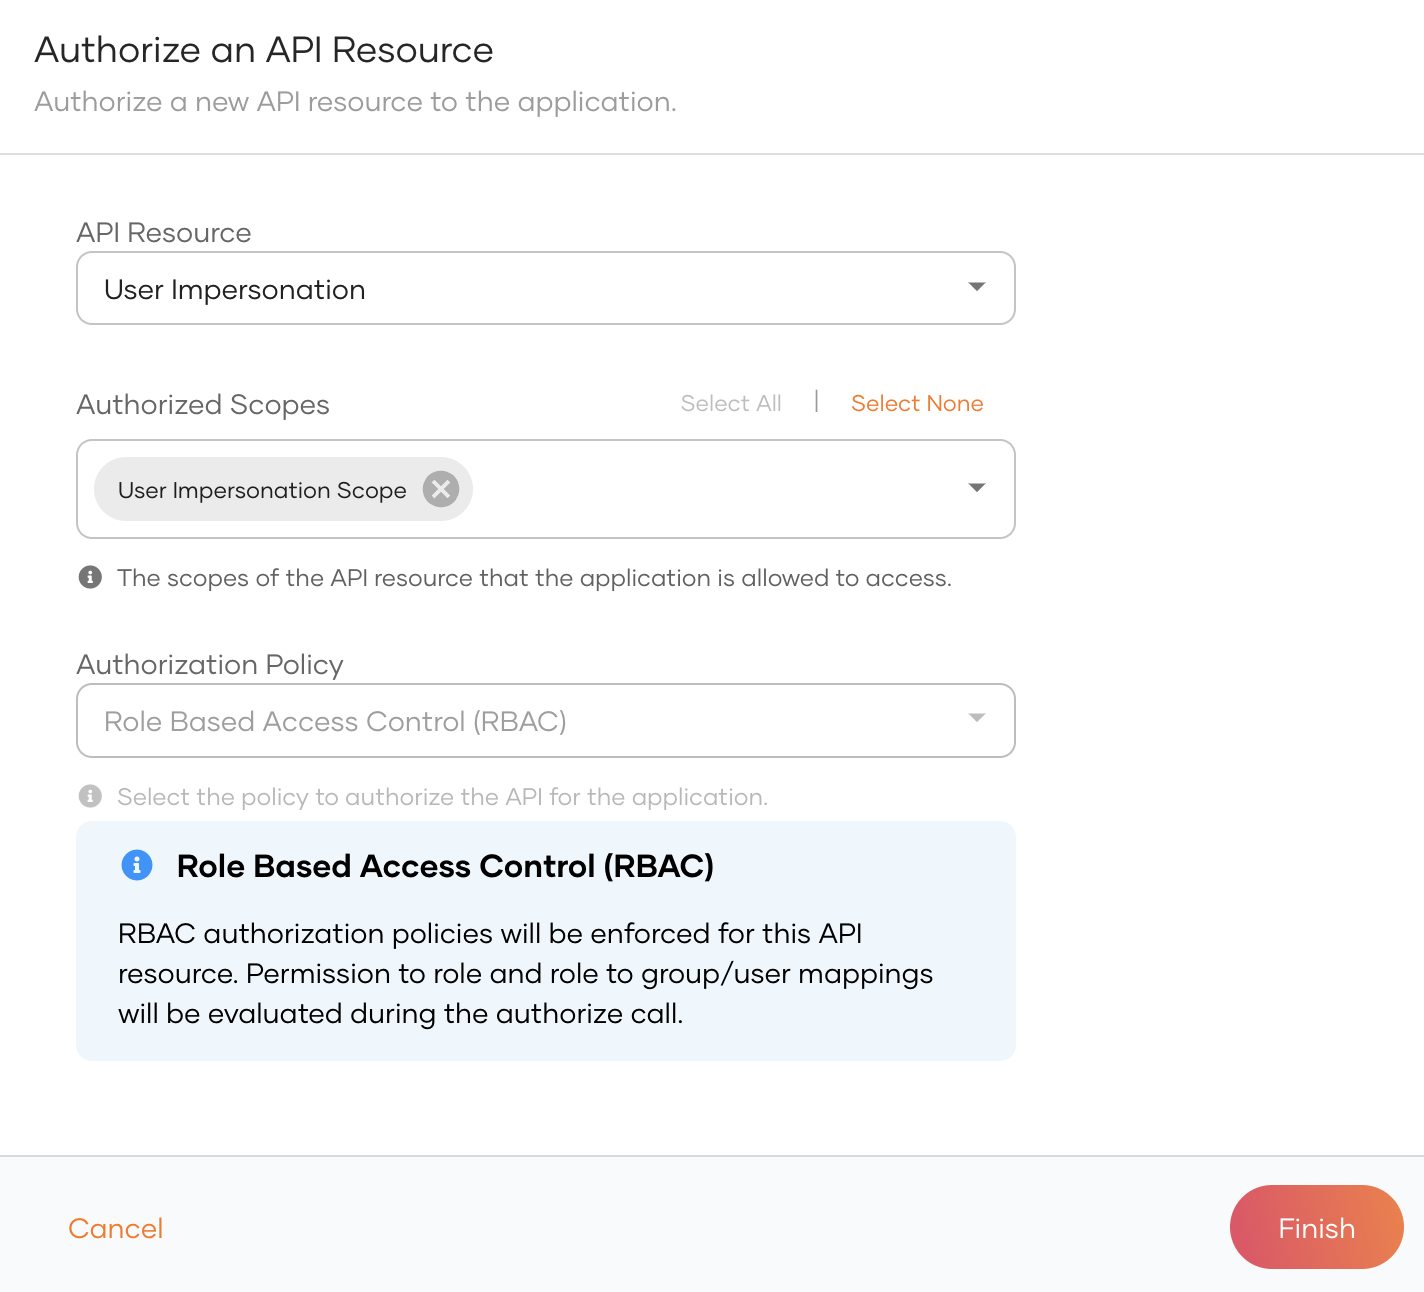 Authorize an API Resource
Authorize a new API resource to the application.
API Resource
User Impersonation
Authorized Scopes
Select All | Select None
User Impersonation Scope
The scopes of the API resource that the application is allowed to access.
Authorization Policy
Role Based Access Control (RBAC)
Select the policy to authorize the API for the application.
Role Based Access Control (RBAC)
RBAC authorization policies will be enforced for this API
resource. Permission to role and role to group/user mappings
will be evaluated during the authorize call.
Cancel
Finish